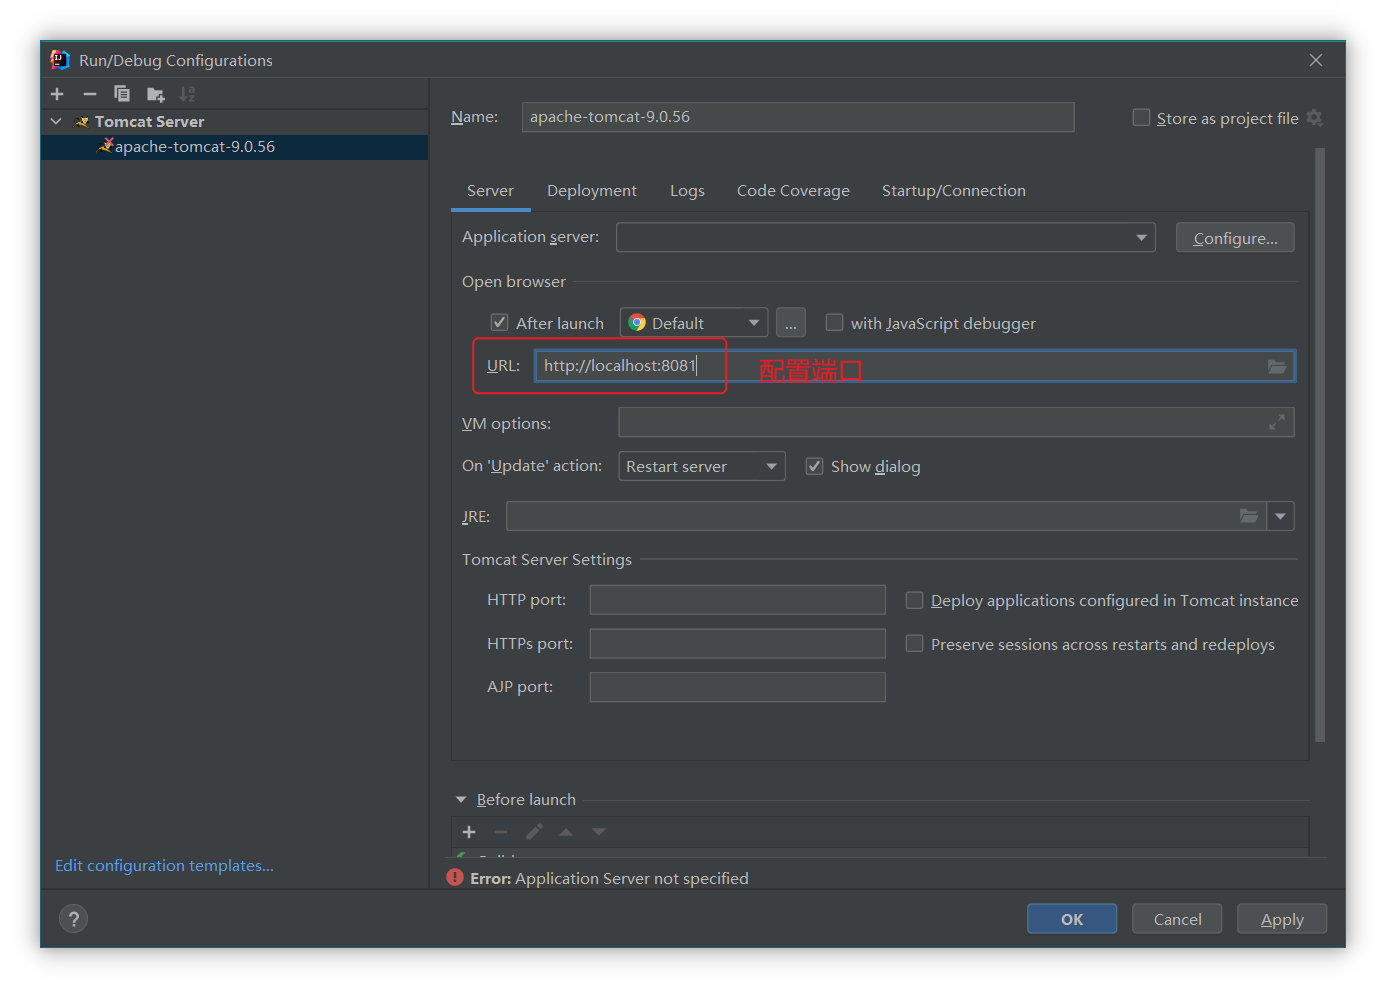 Run/Debug Configurations
Tomcat Server
apache-tomcat-9.0.56
Name: apache-tomcat-9.0.56
Store as project file
Server Deployment Logs Code Coverage Startup/Connection
Application server:
Configure...
Open browser
After launch Default ... with JavaScript debugger
URL: http://localhost:8081 配置端口
VM options:
On 'Update' action: Restart server Show dialog
JRE:
Tomcat Server Settings
HTTP port:
Deploy applications configured in Tomcat instance
HTTPs port:
Preserve sessions across restarts and redeploys
AJP port:
Before launch
Edit configuration templates...
Error: Application Server not specified
? OK Cancel Apply